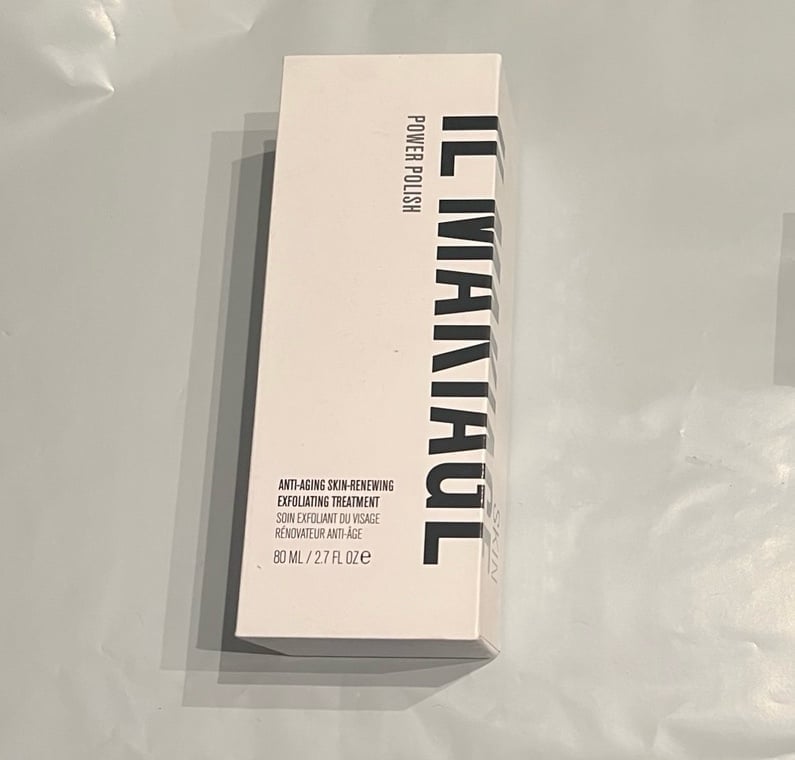 IL MAKIAGE
SKIN
POWER POLISH
ANTI-AGING SKIN-RENEWING
EXFOLIATING TREATMENT
SOIN EXFOLIANT DU VISAGE
RÉNOVATEUR ANTI-ÂGE
80 ML / 2.7 FL OZ e